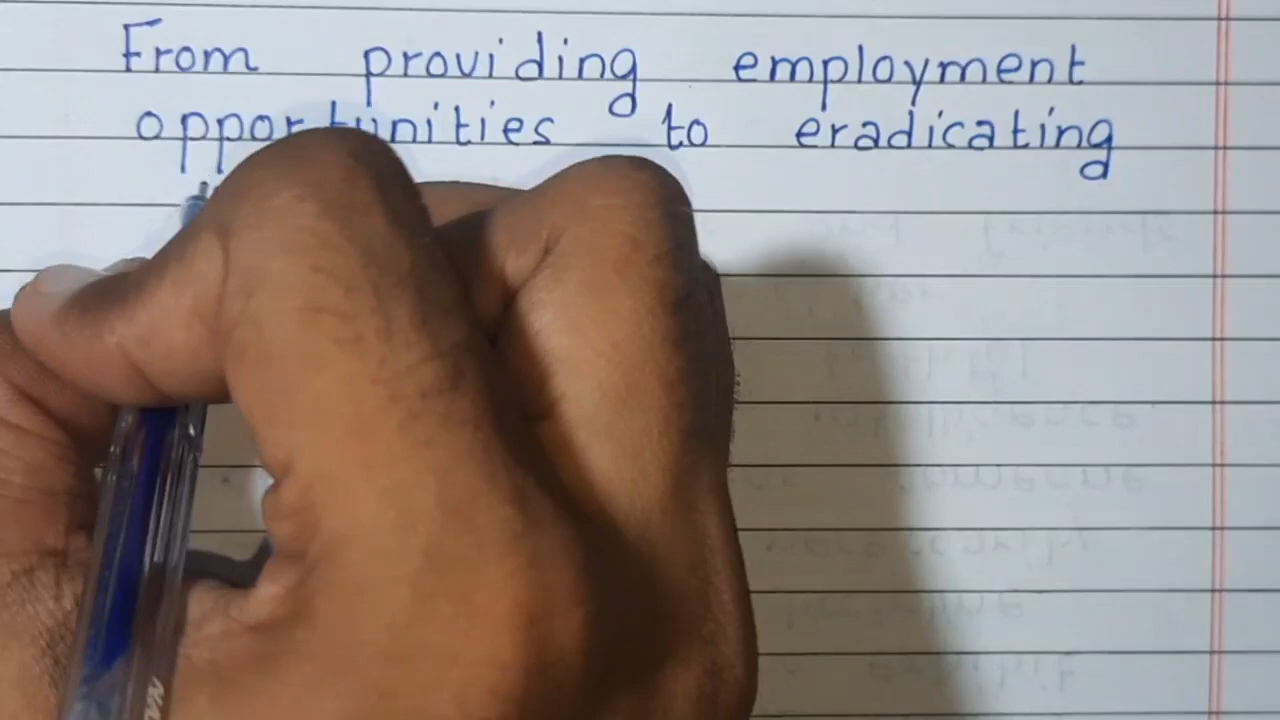 From providing employment
opportunities to eradicating